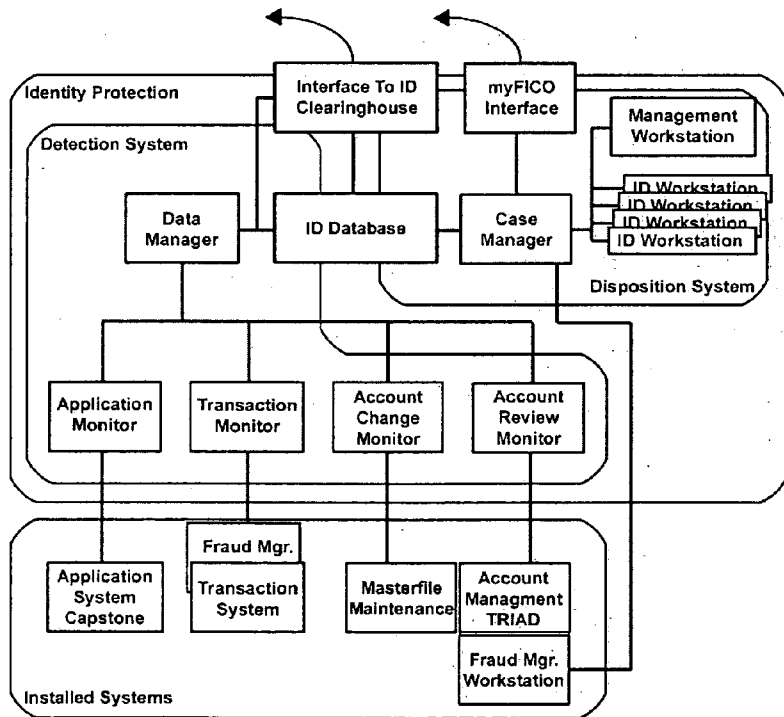 Identity Protection
Interface To ID
Clearinghouse
myFICO
Interface
Management
Workstation
Detection System
ID Workstation
ID Workstation
ID Workstation
ID Workstation
Data
Manager
ID Database
Case
Manager
Disposition System
Application
Monitor
Transaction
Monitor
Account
Change
Monitor
Account
Review
Monitor
Fraud Mgr.
Application
System
Capstone
Transaction
System
Masterfile
Maintenance
Account
Managment
TRIAD
Fraud Mgr.
Workstation
Installed Systems